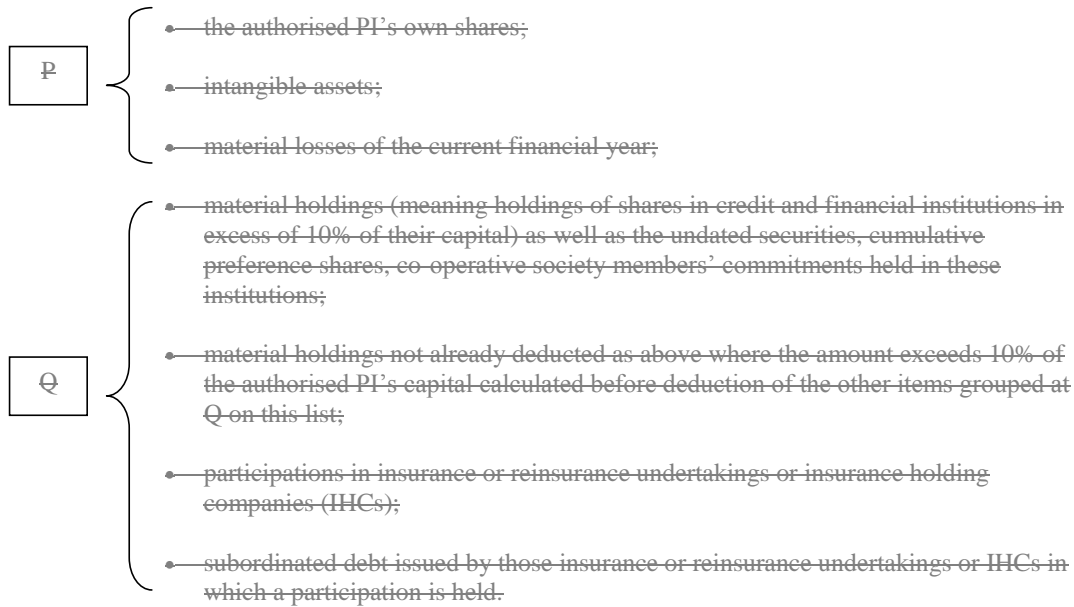 • the authorised PI’s own shares;
P
• intangible assets;
• material losses of the current financial year;
• material holdings (meaning holdings of shares in credit and financial institutions in
excess of 10% of their capital) as well as the undated securities, cumulative
preference shares, co-operative society members’ commitments held in these
institutions;
• material holdings not already deducted as above where the amount exceeds 10% of
Q
the authorised PI’s capital calculated before deduction of the other items grouped at
Q on this list;
• participations in insurance or reinsurance undertakings or insurance holding
companies (IHCs);
• subordinated debt issued by those insurance or reinsurance undertakings or IHCs in
which a participation is held.